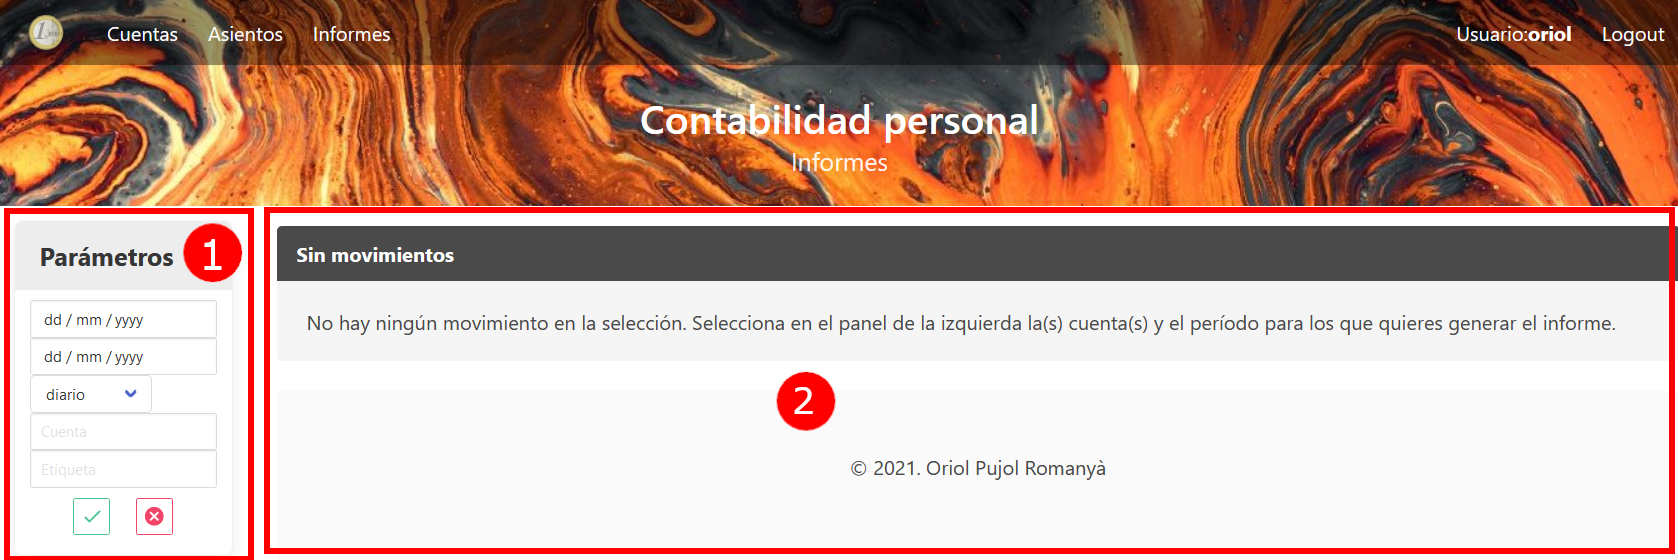 Cuentas Asientos Informes Usuario:oriol Logout
Contabilidad personal
Informes
Parámetros 1
dd / mm / yyyy
dd / mm / yyyy
diario
Cuenta
Etiqueta
Sin movimientos
No hay ningún movimiento en la selección. Selecciona en el panel de la izquierda la(s) cuenta(s) y el período para los que quieres generar el informe.
2
© 2021. Oriol Pujol Romanyà